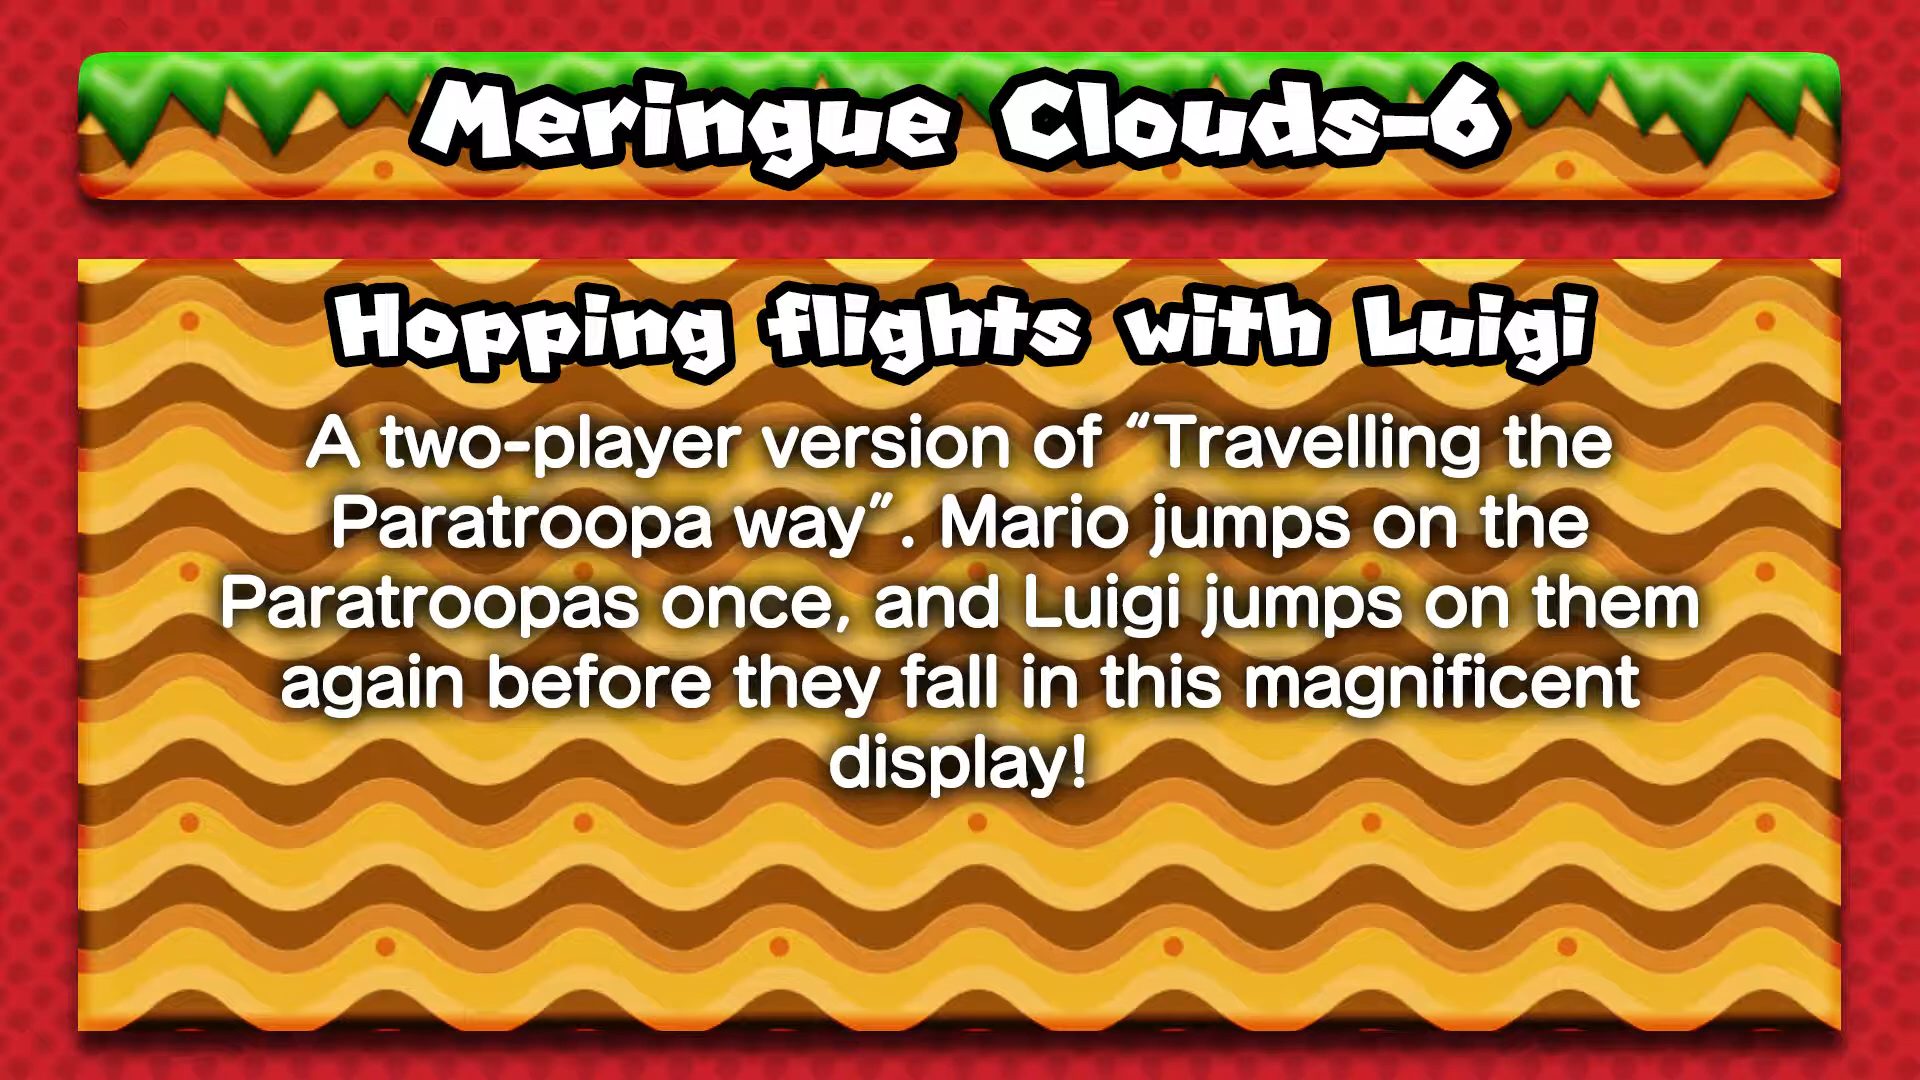 Meringue Clouds-6
Hopping flights with Luigi
A two-player version of “Travelling the
Paratroopa way”. Mario jumps on the
Paratroopas once, and Luigi jumps on them
again before they fall in this magnificent
display!